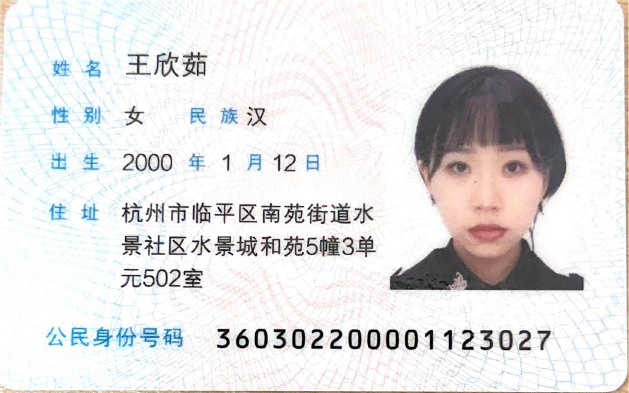 姓名 王欣茹
性别 女 民族 汉
出生 2000 年 1 月 12 日
住址 杭州市临平区南苑街道水
景社区水景城和苑5幢3单
元502室
公民身份号码 360302200001123027